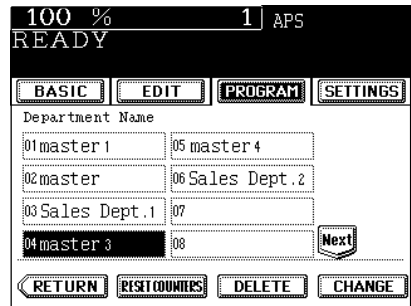 100 % 1 APS
READY
BASIC EDIT PROGRAM SETTINGS
Department Name
01 master 1 05 master 4
02 master 06 Sales Dept.2
03 Sales Dept.1 07
04 master 3 08 Next
RETURN RESET COUNTERS DELETE CHANGE